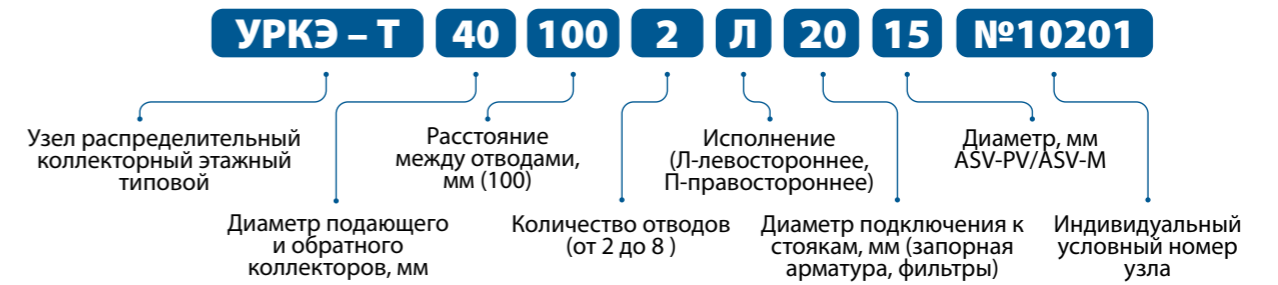 УРКЭ – Т 40 100 2 Л 20 15 №10201
Узел распределительный
коллекторный этажный
типовой
Диаметр подающего
и обратного
коллекторов, мм
Расстояние
между отводами,
мм (100)
Количество отводов
(от 2 до 8 )
Исполнение
(Л-левостороннее,
П-правостороннее)
Диаметр подключения к
стоякам, мм (запорная
арматура, фильтры)
Диаметр, мм
ASV-PV/ASV-M
Индивидуальный
условный номер
узла